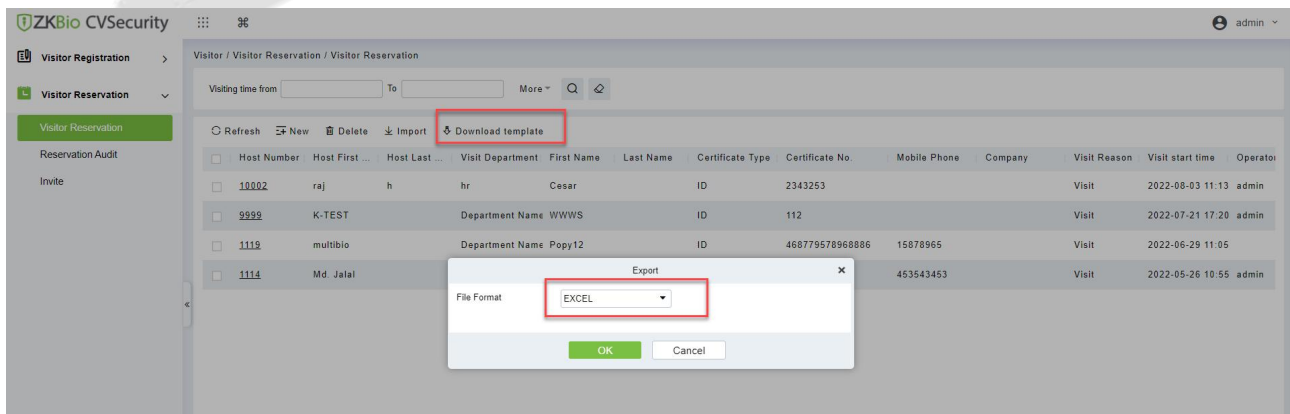 ZKBio CVSecurity
admin
Visitor Registration
Visitor / Visitor Reservation / Visitor Reservation
Visitor Reservation
Visiting time from To More
Visitor Reservation
Reservation Audit
Invite
Refresh New Delete Import Download template
Host Number Host First ... Host Last ... Visit Department First Name Last Name Certificate Type Certificate No. Mobile Phone Company Visit Reason Visit start time Operator
10002 raj h hr Cesar ID 2343253 Visit 2022-08-03 11:13 admin
9999 K-TEST Department Name WWWS ID 112 Visit 2022-07-21 17:20 admin
1119 multibio Department Name Popy12 ID 468779578968886 15878965 Visit 2022-06-29 11:05
1114 Md. Jalal 453543453 Visit 2022-05-26 10:55 admin
Export
File Format EXCEL
OK Cancel